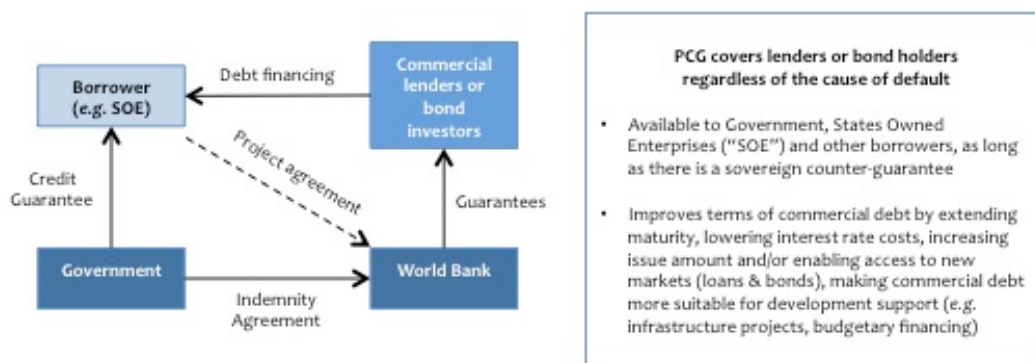 Borrower
(e.g. SOE)
Debt financing
Commercial
lenders or
bond
investors
Project agreement
Credit
Guarantee
Guarantees
Government
World Bank
Indemnity
Agreement
PCG covers lenders or bond holders
regardless of the cause of default
• Available to Government, States Owned
Enterprises ("SOE") and other borrowers, as long
as there is a sovereign counter-guarantee
• Improves terms of commercial debt by extending
maturity, lowering interest rate costs, increasing
issue amount and/or enabling access to new
markets (loans & bonds), making commercial debt
more suitable for development support (e.g.
infrastructure projects, budgetary financing)